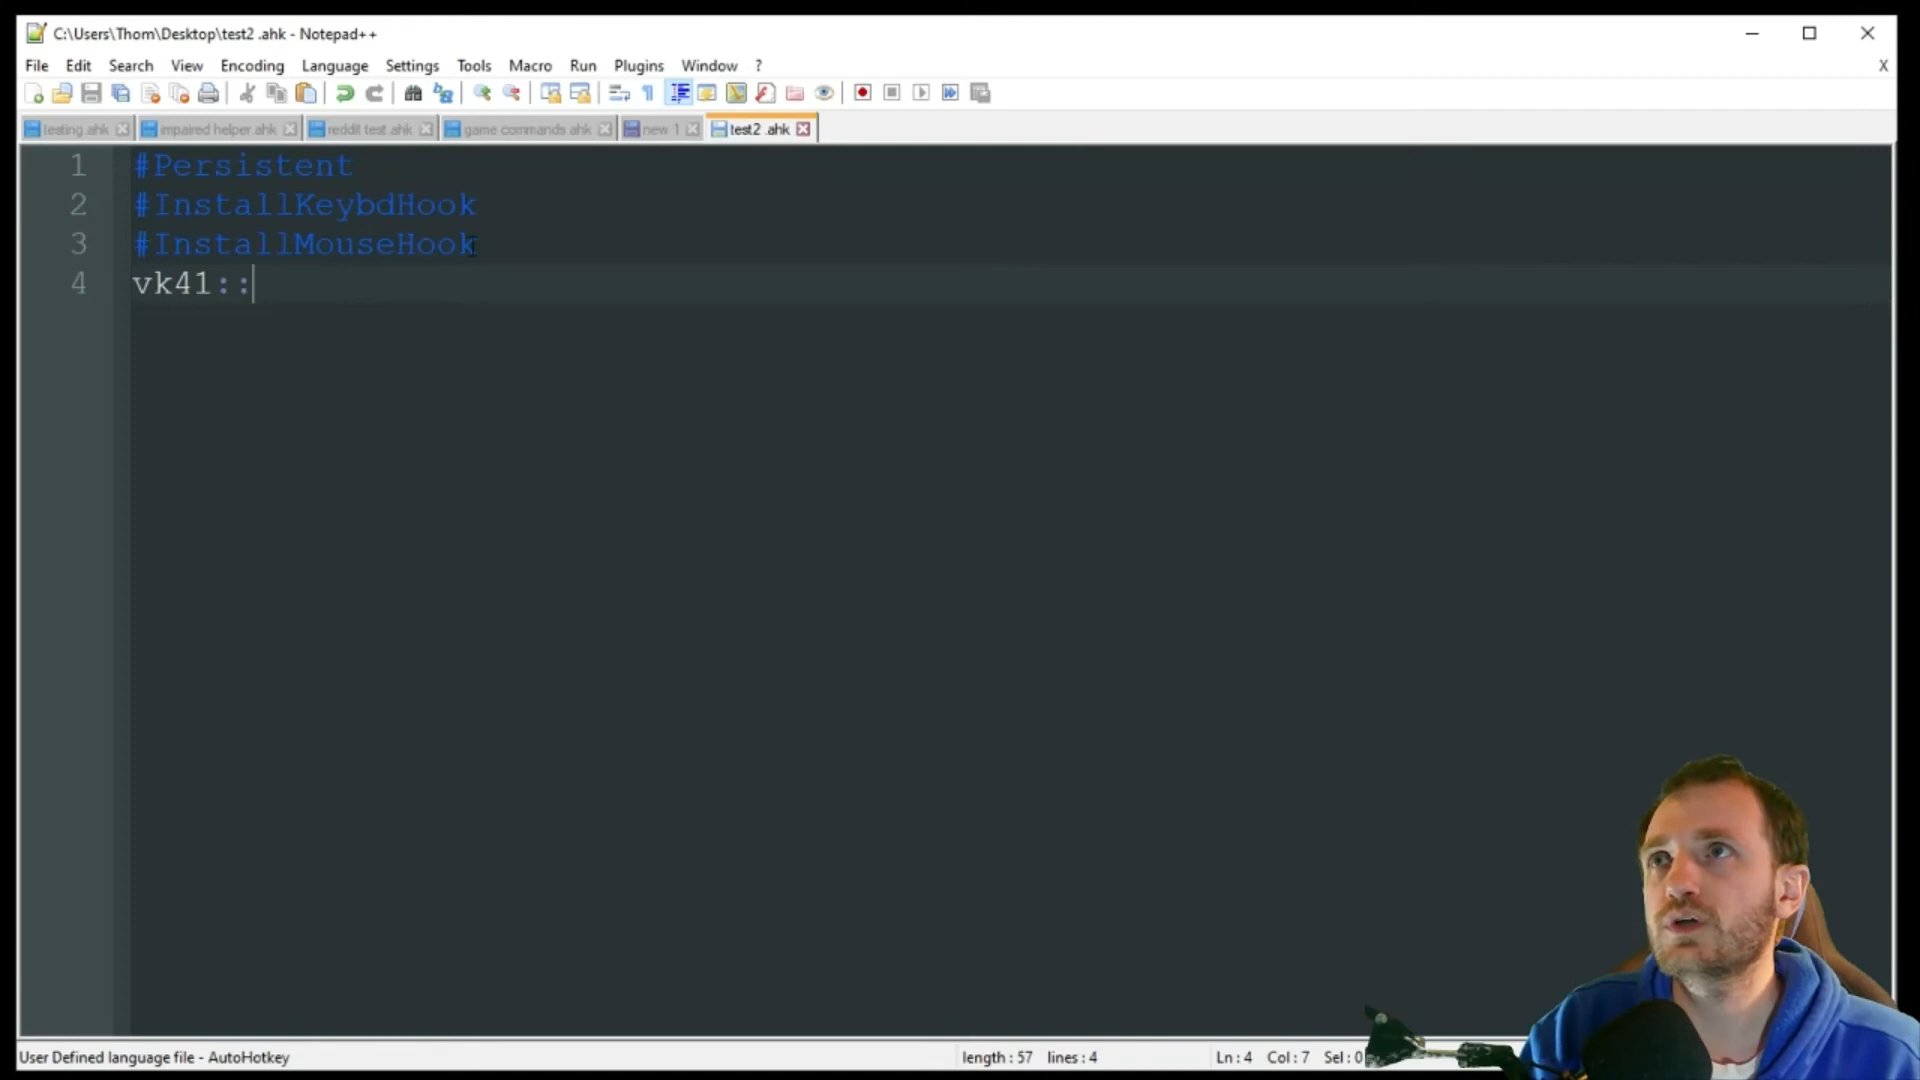 C:\Users\Thom\Desktop\test2 .ahk - Notepad++
File Edit Search View Encoding Language Settings Tools Macro Run Plugins Window ? X
testing.ahk impaired helper.ahk reddit test.ahk game commands.ahk new 1 test2 .ahk
1 #Persistent
2 #InstallKeybdHook
3 #InstallMouseHook
4 vk41::
User Defined language file - AutoHotkey length : 57 lines : 4 Ln : 4 Col : 7 Sel : 0